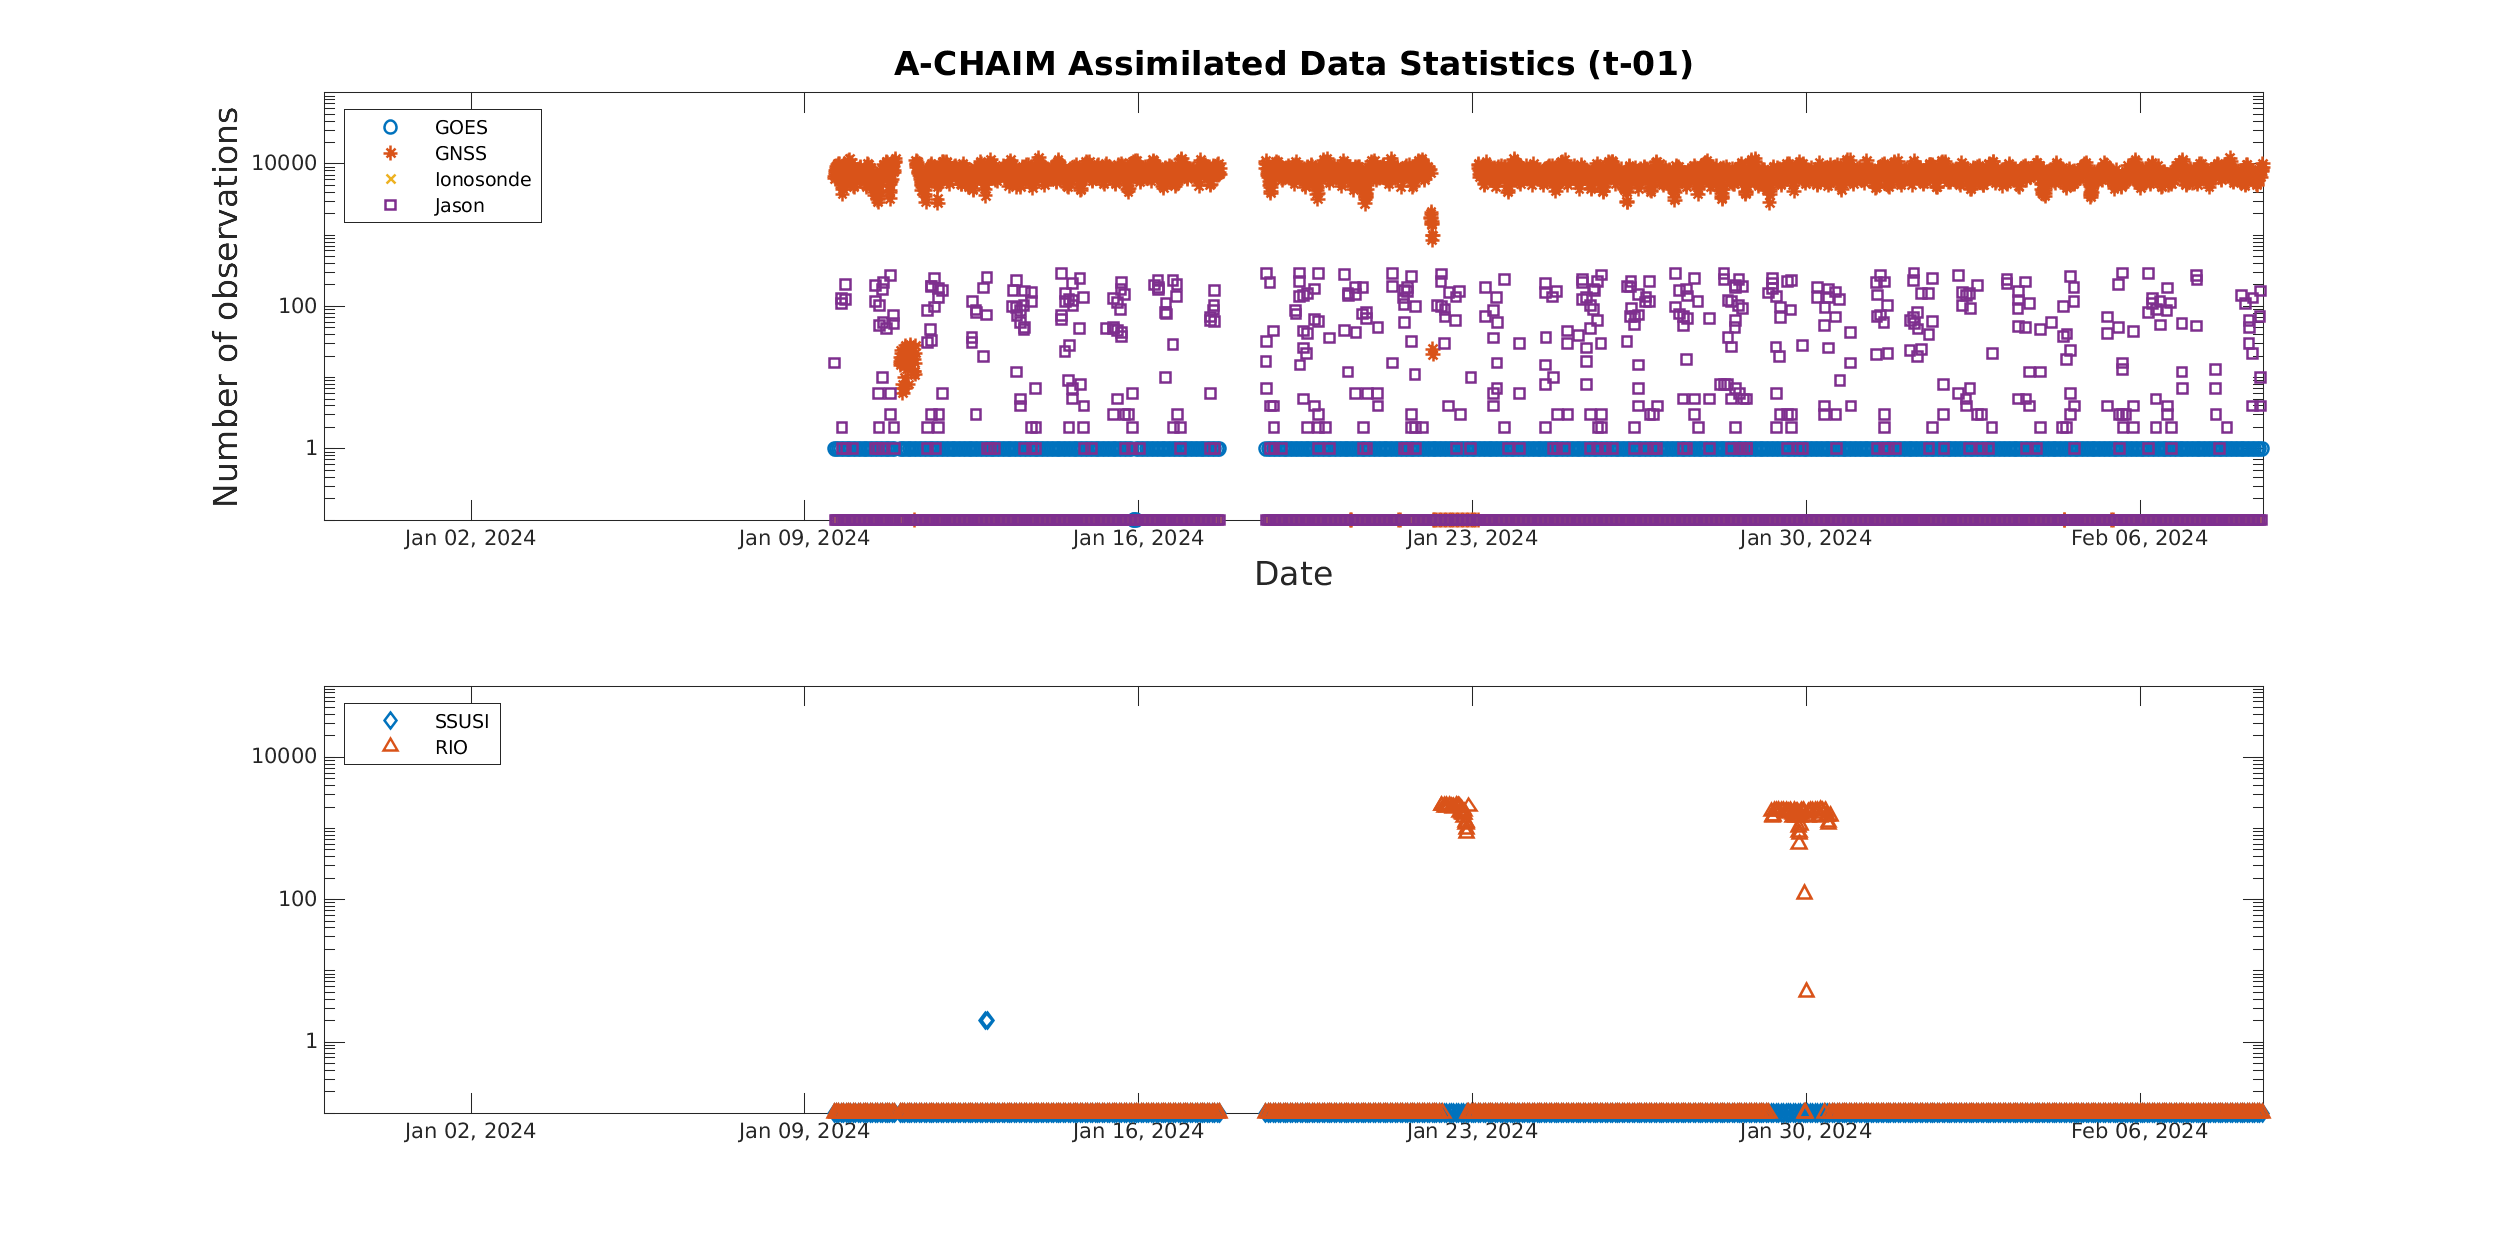 A-CHAIM Assimilated Data Statistics (t-01)
Number of observations
10000
100
1
GOES
GNSS
Ionosonde
Jason
Jan 02, 2024 Jan 09, 2024 Jan 16, 2024 Jan 23, 2024 Jan 30, 2024 Feb 06, 2024
Date
10000
100
1
SSUSI
RIO
Jan 02, 2024 Jan 09, 2024 Jan 16, 2024 Jan 23, 2024 Jan 30, 2024 Feb 06, 2024